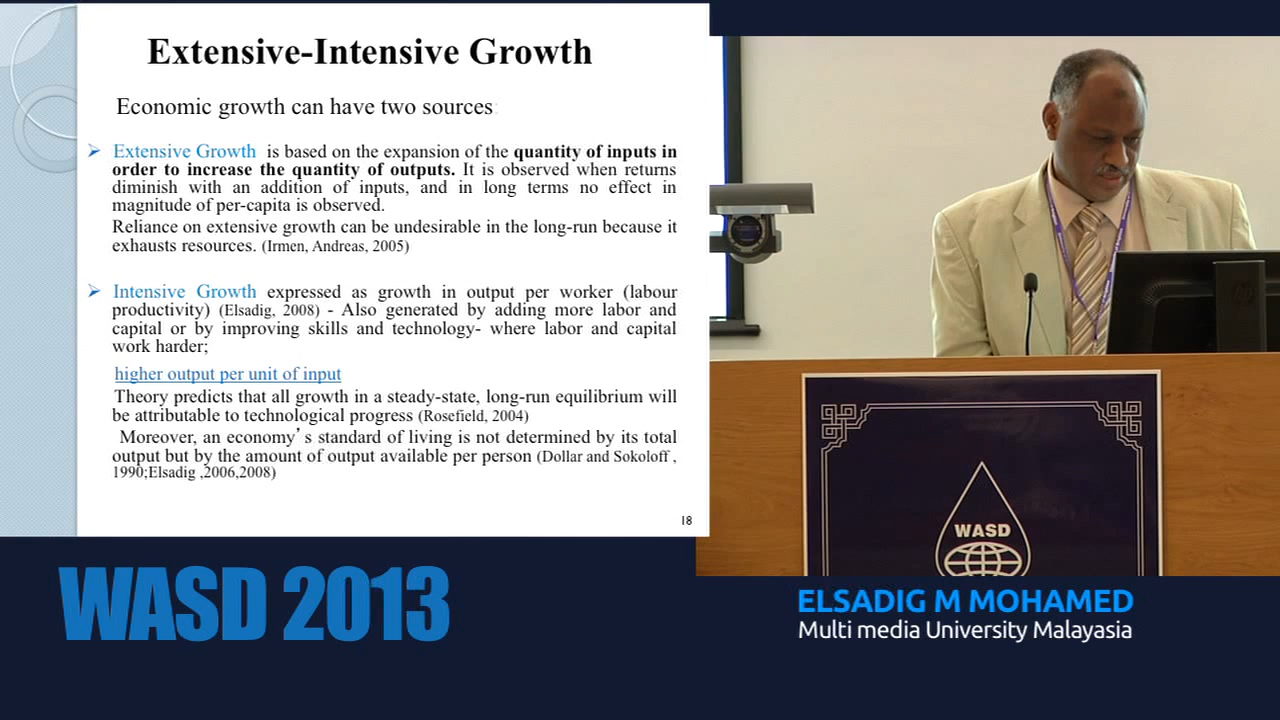 Extensive-Intensive Growth
Economic growth can have two sources:
Extensive Growth is based on the expansion of the quantity of inputs in
order to increase the quantity of outputs. It is observed when returns
diminish with an addition of inputs, and in long terms no effect in
magnitude of per-capita is observed.
Reliance on extensive growth can be undesirable in the long-run because it
exhausts resources. (Irmen, Andreas, 2005)
Intensive Growth expressed as growth in output per worker (labour
productivity) (Elsadig, 2008) - Also generated by adding more labor and
capital or by improving skills and technology- where labor and capital
work harder;
higher output per unit of input
Theory predicts that all growth in a steady-state, long-run equilibrium will
be attributable to technological progress (Rosefield, 2004)
Moreover, an economy’s standard of living is not determined by its total
output but by the amount of output available per person (Dollar and Sokoloff ,
1990;Elsadig ,2006,2008)
18
WASD
WASD 2013
ELSADIG M MOHAMED
Multi media University Malayasia